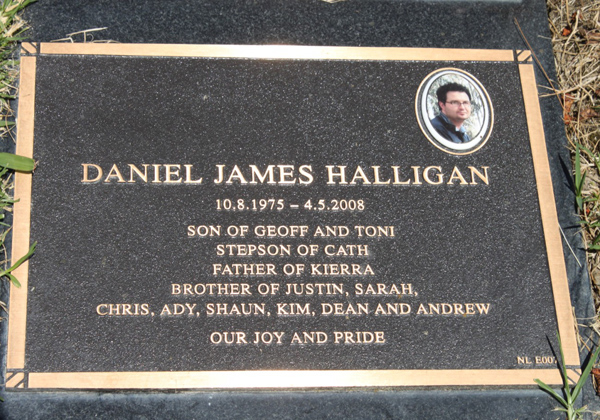 DANIEL JAMES HALLIGAN
10.8.1975 – 4.5.2008
SON OF GEOFF AND TONI
STEPSON OF CATH
FATHER OF KIERRA
BROTHER OF JUSTIN, SARAH,
CHRIS, ADY, SHAUN, KIM, DEAN AND ANDREW
OUR JOY AND PRIDE
NL